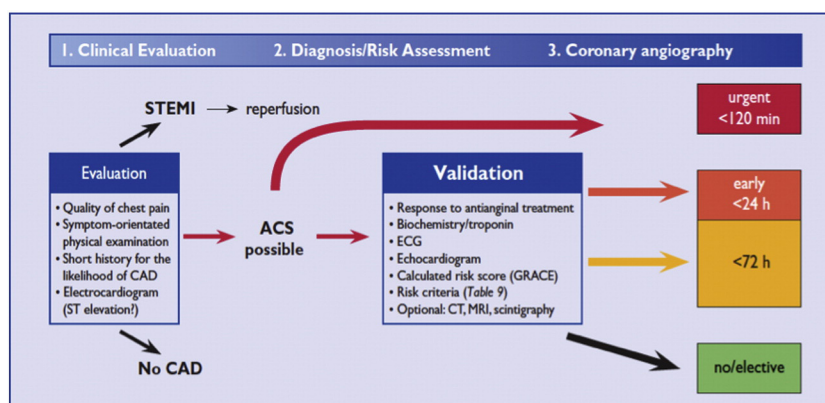 1. Clinical Evaluation
2. Diagnosis/Risk Assessment
3. Coronary angiography
STEMI
reperfusion
urgent
<120 min
Evaluation
• Quality of chest pain
• Symptom-orientated
physical examination
• Short history for the
likelihood of CAD
• Electrocardiogram
(ST elevation?)
ACS
possible
Validation
• Response to antianginal treatment
• Biochemistry/troponin
• ECG
• Echocardiogram
• Calculated risk score (GRACE)
• Risk criteria (Table 9)
• Optional: CT, MRI, scintigraphy
early
<24 h
<72 h
No CAD
no/elective